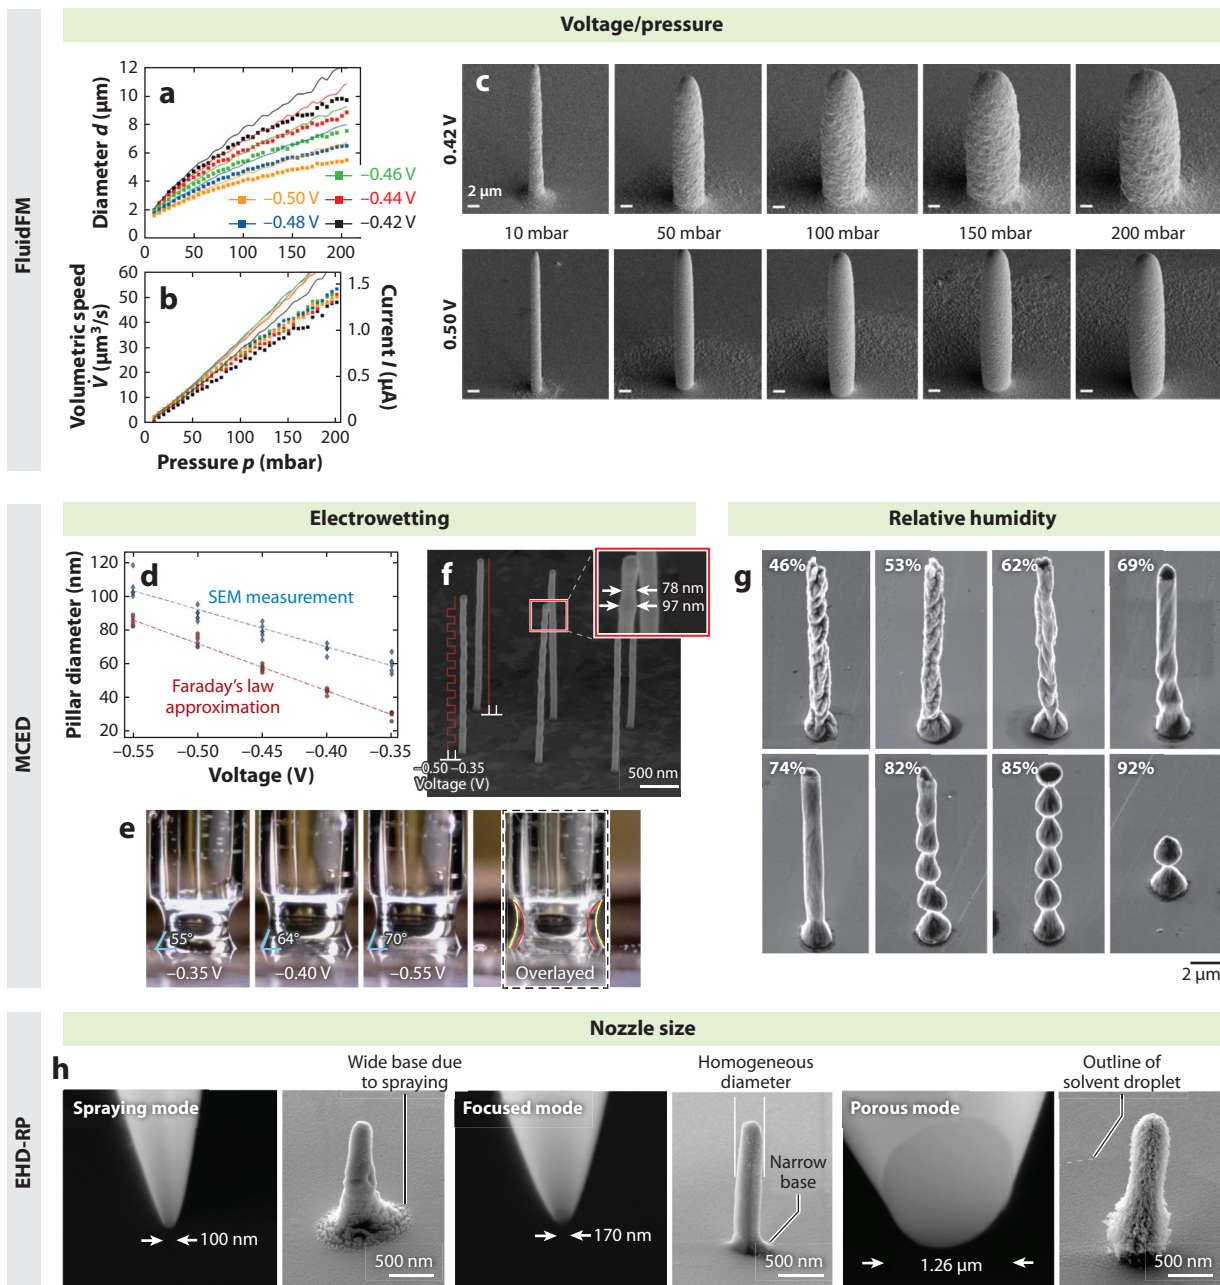 Voltage/pressure
FluidFM
a
Diameter d (µm)
12
10
8
6
4
2
0
0
50
100
150
200
−0.46 V
−0.50 V
−0.44 V
−0.48 V
−0.42 V
b
Volumetric speed
V̇ (µm³/s)
60
50
40
30
20
10
0
1.5
1.0
0.5
0
Current I (µA)
0
50
100
150
200
Pressure p (mbar)
c
0.42 V
2 µm
10 mbar
50 mbar
100 mbar
150 mbar
200 mbar
0.50 V
MCED
Electrowetting
d
Pillar diameter (nm)
120
100
80
60
40
20
SEM measurement
Faraday's law
approximation
−0.55
−0.50
−0.45
−0.40
−0.35
Voltage (V)
f
78 nm
97 nm
−0.50
−0.35
Voltage (V)
500 nm
e
55°
−0.35 V
64°
−0.40 V
70°
−0.55 V
Overlayed
Relative humidity
g
46%
53%
62%
69%
74%
82%
85%
92%
2 µm
EHD-RP
Nozzle size
h
Spraying mode
100 nm
Wide base due
to spraying
500 nm
Focused mode
170 nm
Homogeneous
diameter
Narrow
base
500 nm
Porous mode
1.26 µm
Outline of
solvent droplet
500 nm